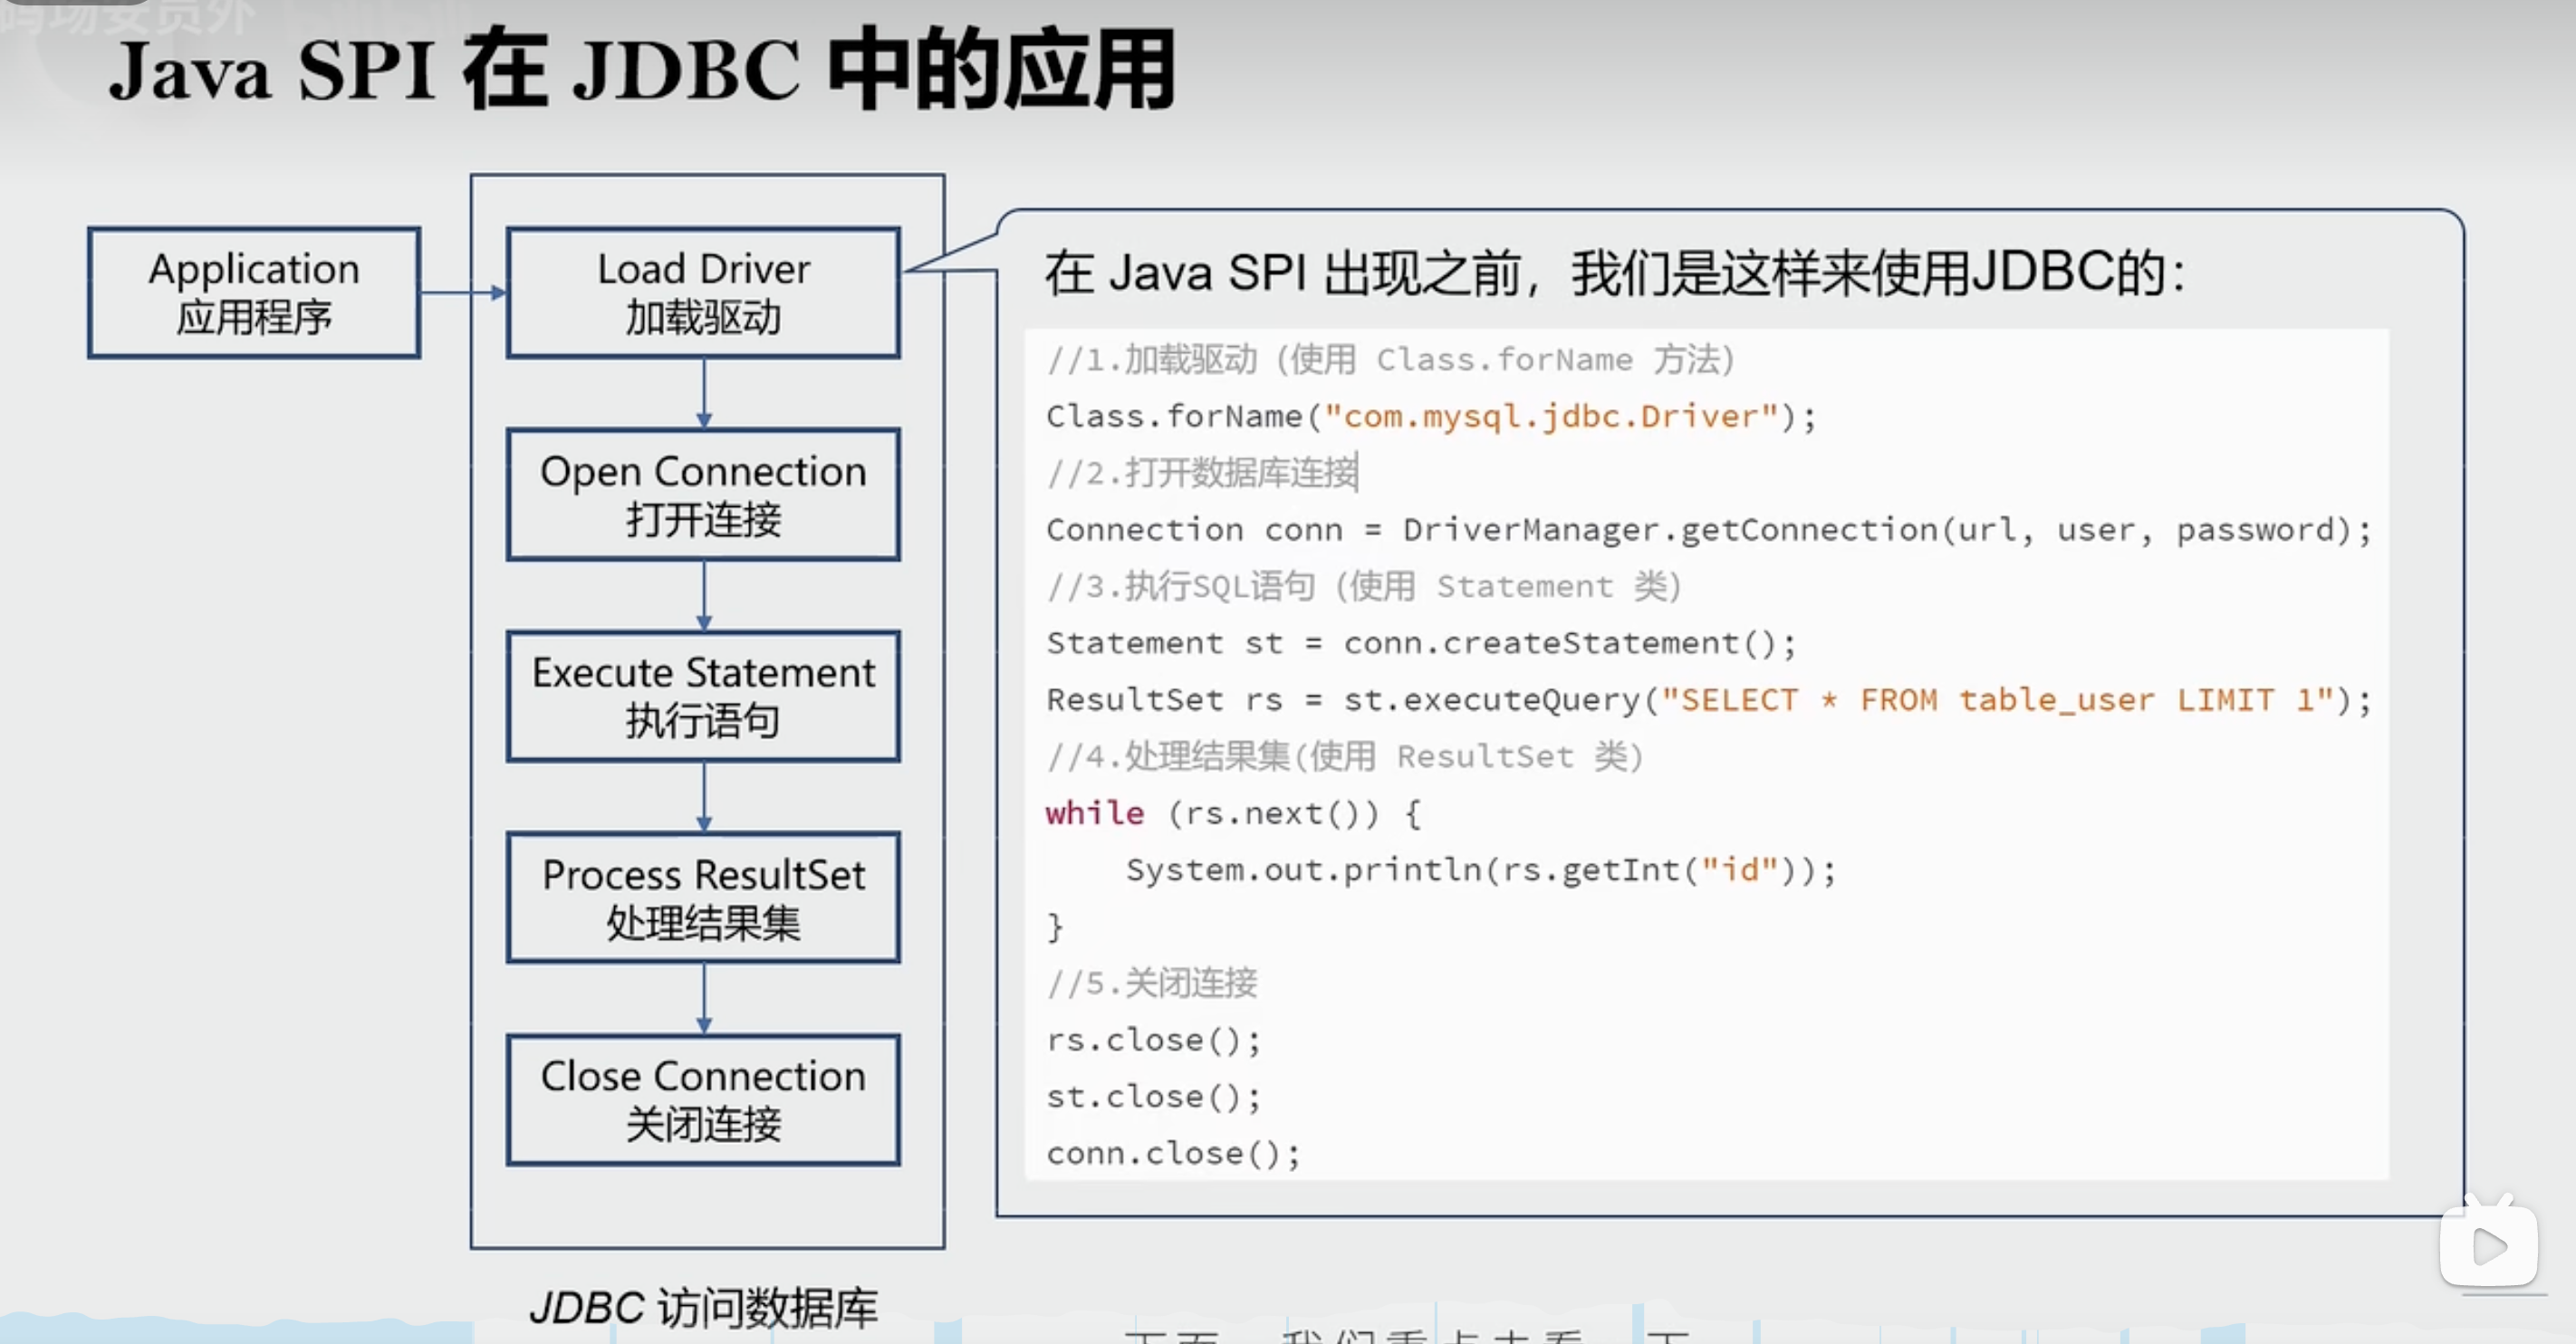 码场安员外
Java SPI 在 JDBC 中的应用
Application
应用程序
Load Driver
加载驱动
Open Connection
打开连接
Execute Statement
执行语句
Process ResultSet
处理结果集
Close Connection
关闭连接
JDBC 访问数据库
在 Java SPI 出现之前，我们是这样来使用JDBC的：
//1.加载驱动 (使用 Class.forName 方法)
Class.forName("com.mysql.jdbc.Driver");
//2.打开数据库连接
Connection conn = DriverManager.getConnection(url, user, password);
//3.执行SQL语句 (使用 Statement 类)
Statement st = conn.createStatement();
ResultSet rs = st.executeQuery("SELECT * FROM table_user LIMIT 1");
//4.处理结果集(使用 ResultSet 类)
while (rs.next()) {
    System.out.println(rs.getInt("id"));
}
//5.关闭连接
rs.close();
st.close();
conn.close();